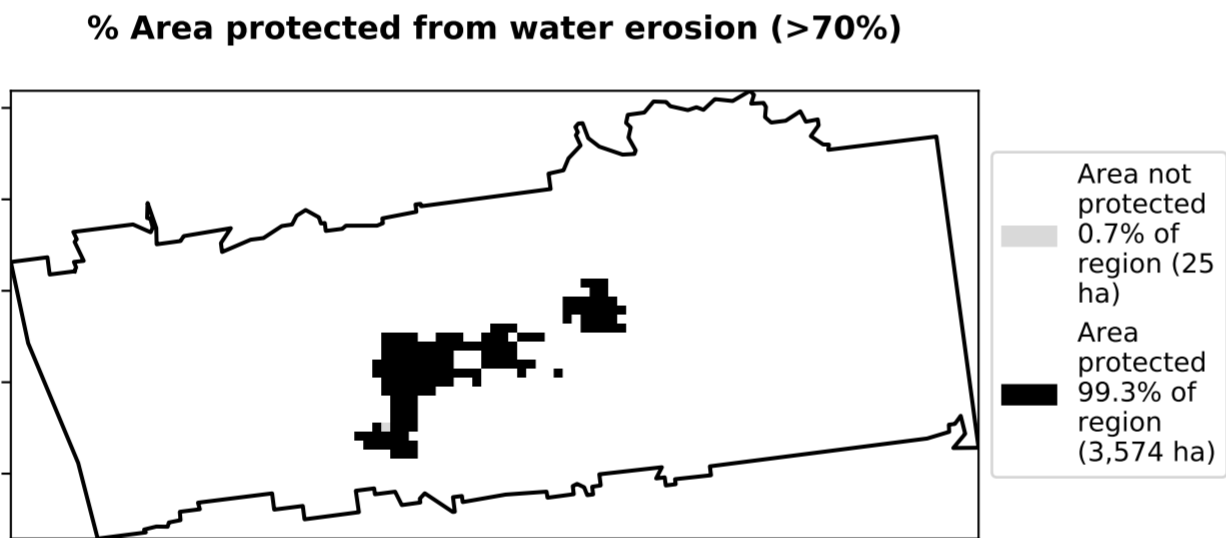 % Area protected from water erosion (>70%)
Area not
protected
0.7% of
region (25
ha)
Area
protected
99.3% of
region
(3,574 ha)